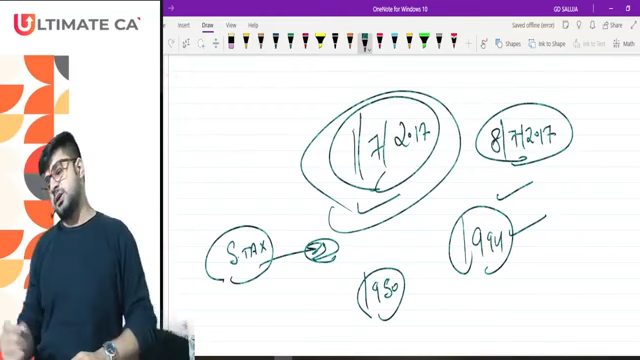 ULTIMATE CA
OneNote for Windows 10
GD SALUJA
Insert Draw View Help
Saved offline (error) Share
Shapes Ink to Shape Ink to Text Math
1/7/2017
8/7/2017
S.TAX
1994
1950